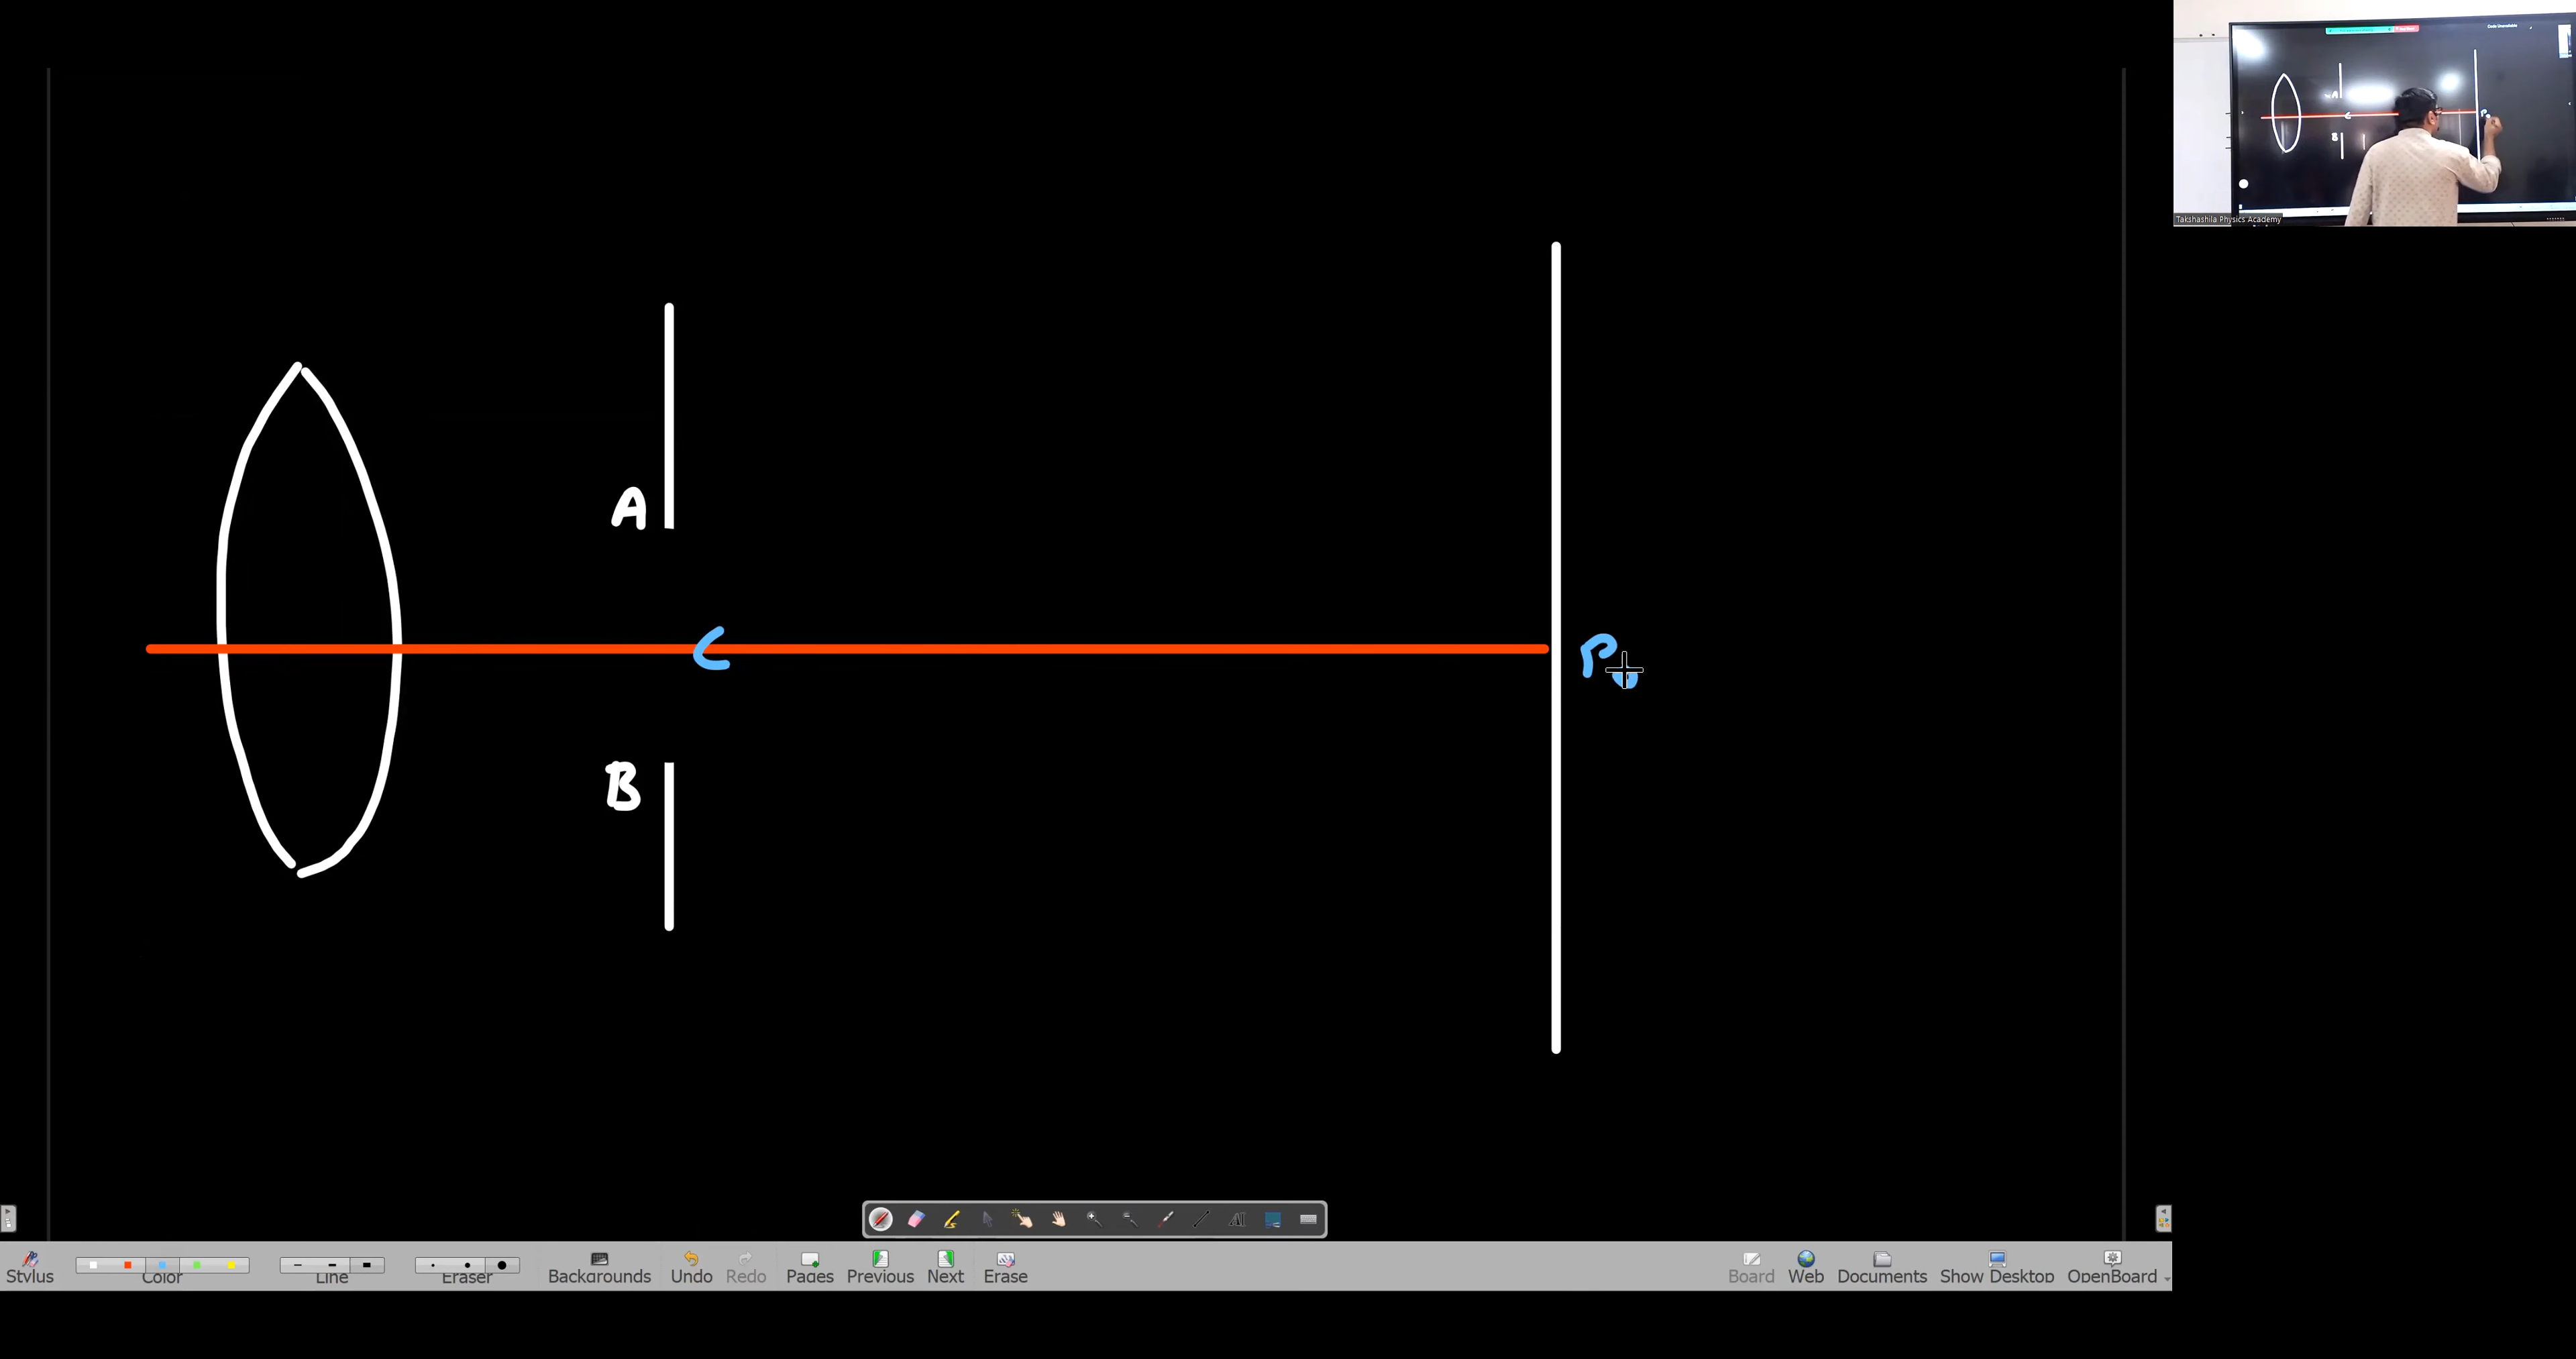 Takshashila Physics Academy
A
C
B
P
Stylus
Color
Line
Eraser
Backgrounds
Undo
Redo
Pages
Previous
Next
Erase
Board
Web
Documents
Show Desktop
OpenBoard